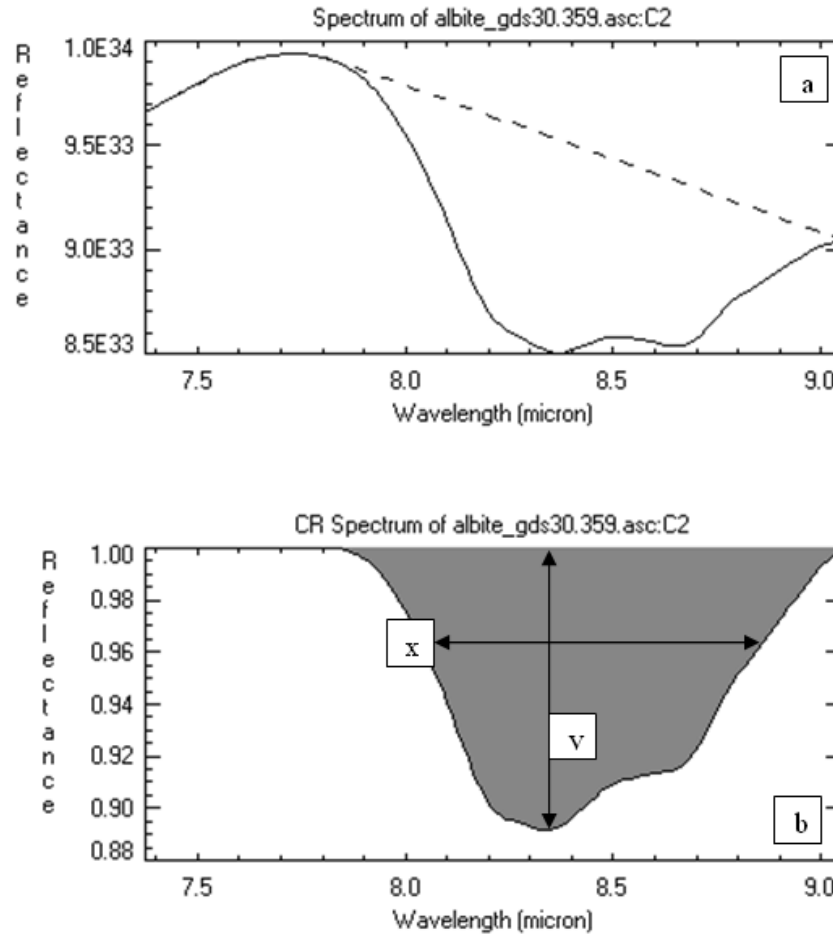 Spectrum of albite_gds30.359.asc:C2
Reflectance
1.0E34
9.5E33
9.0E33
8.5E33
a
7.5 8.0 8.5 9.0
Wavelength (micron)
CR Spectrum of albite_gds30.359.asc:C2
Reflectance
1.00
0.98
0.96
0.94
0.92
0.90
0.88
x
v
b
7.5 8.0 8.5 9.0
Wavelength (micron)